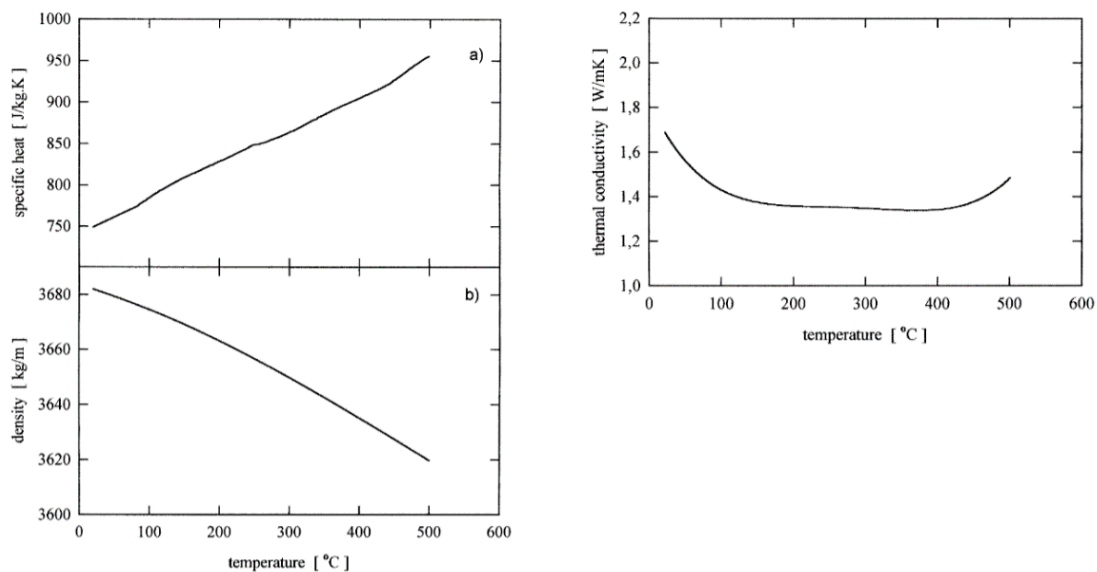 a)
1000
950
900
850
800
750
specific heat [ J/kg.K ]
b)
3680
3660
3640
3620
3600
density [ kg/m ]
0 100 200 300 400 500 600
temperature [ °C ]
2,2
2,0
1,8
1,6
1,4
1,2
1,0
thermal conductivity [ W/mK ]
0 100 200 300 400 500 600
temperature [ °C ]